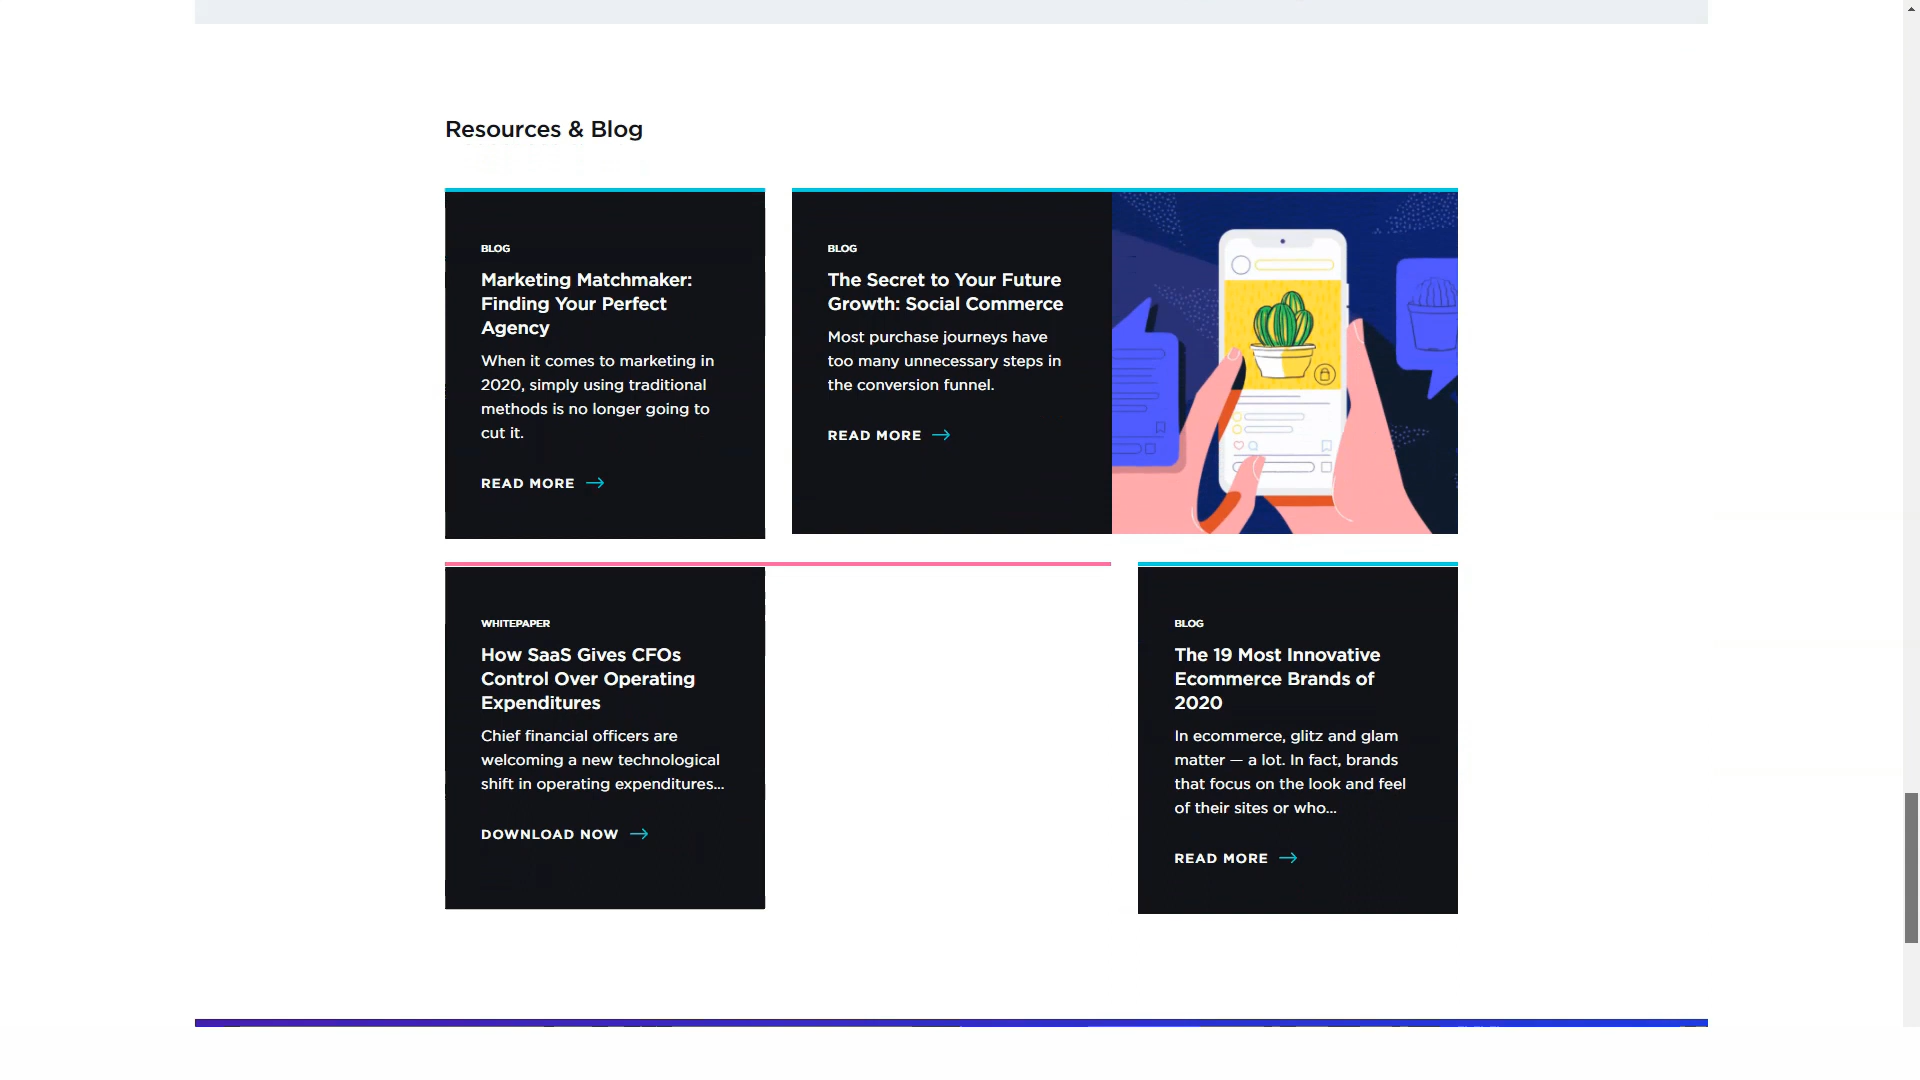 Resources & Blog
BLOG
Marketing Matchmaker:
Finding Your Perfect
Agency
When it comes to marketing in
2020, simply using traditional
methods is no longer going to
cut it.
READ MORE
BLOG
The Secret to Your Future
Growth: Social Commerce
Most purchase journeys have
too many unnecessary steps in
the conversion funnel.
READ MORE
WHITEPAPER
How SaaS Gives CFOs
Control Over Operating
Expenditures
Chief financial officers are
welcoming a new technological
shift in operating expenditures...
DOWNLOAD NOW
BLOG
The 19 Most Innovative
Ecommerce Brands of
2020
In ecommerce, glitz and glam
matter — a lot. In fact, brands
that focus on the look and feel
of their sites or who...
READ MORE